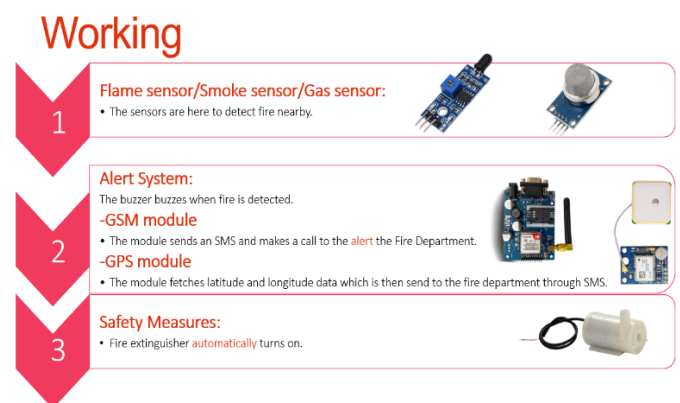 Working
1
Flame sensor/Smoke sensor/Gas sensor:
• The sensors are here to detect fire nearby.
2
Alert System:
The buzzer buzzes when fire is detected.
-GSM module
• The module sends an SMS and makes a call to the alert the Fire Department.
-GPS module
• The module fetches latitude and longitude data which is then send to the fire department through SMS.
3
Safety Measures:
• Fire extinguisher automatically turns on.